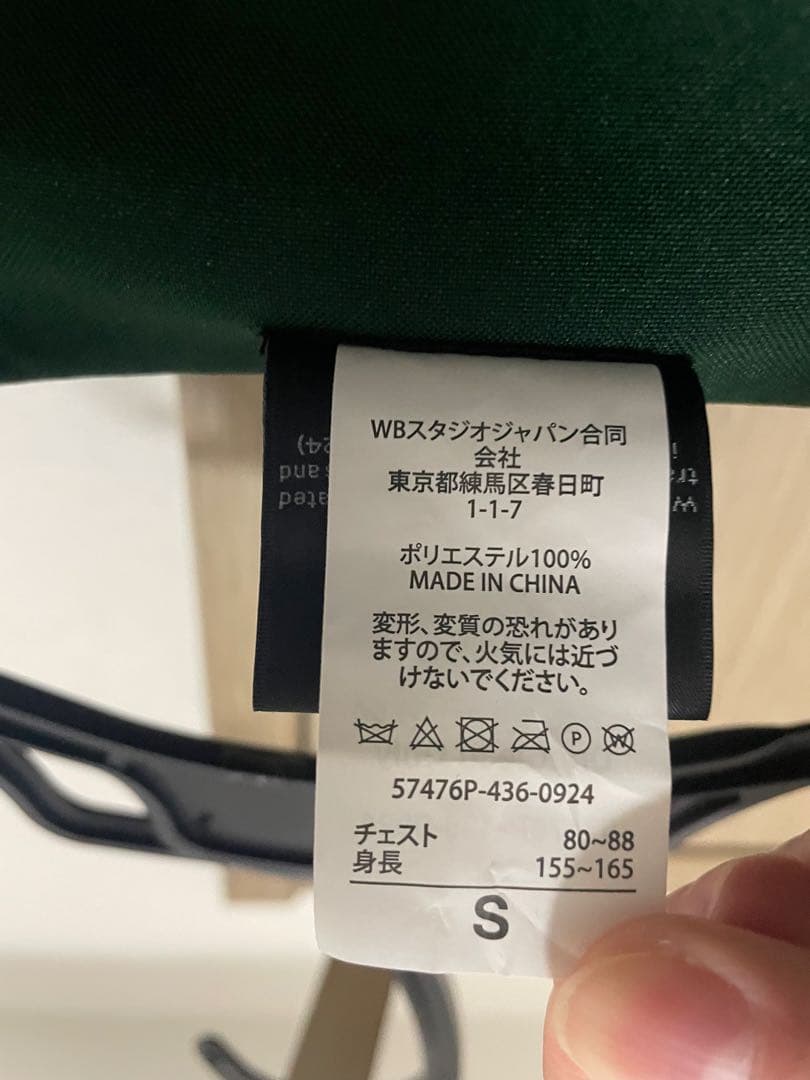 WBスタジオジャパン合同
会社
東京都練馬区春日町
1-1-7
ポリエステル100%
MADE IN CHINA
変形、変質の恐れがあり
ますので、火気には近づ
けないでください。
P
W
57476P-436-0924
チェスト 80~88
身長 155~165
S
and